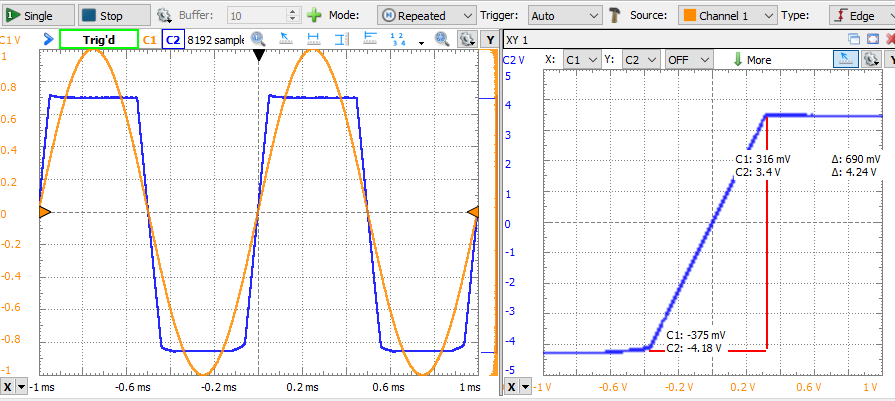 Single Stop Buffer: 10 Mode: Repeated Trigger: Auto Source: Channel 1 Type: Edge
C1 V Trig'd C1 C2 8192 sample Y
1
0.8
0.6
0.4
0.2
0
-0.2
-0.4
-0.6
-0.8
-1
X -1 ms -0.6 ms -0.2 ms 0.2 ms 0.6 ms 1 ms
XY 1
C2 V X: C1 Y: C2 OFF More Y
5
4
3
2
1
0
-1
-2
-3
-4
-5
C1: 316 mV Δ: 690 mV
C2: 3.4 V Δ: 4.24 V
C1: -375 mV
C2: -4.18 V
X -1 V -0.6 V -0.2 V 0.2 V 0.6 V 1 V